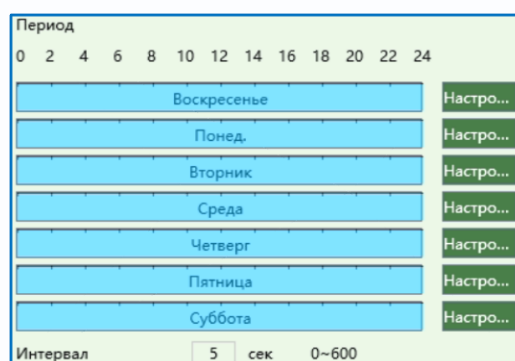 Период
0 2 4 6 8 10 12 14 16 18 20 22 24
Воскресенье Настро...
Понед. Настро...
Вторник Настро...
Среда Настро...
Четверг Настро...
Пятница Настро...
Суббота Настро...
Интервал 5 сек 0~600